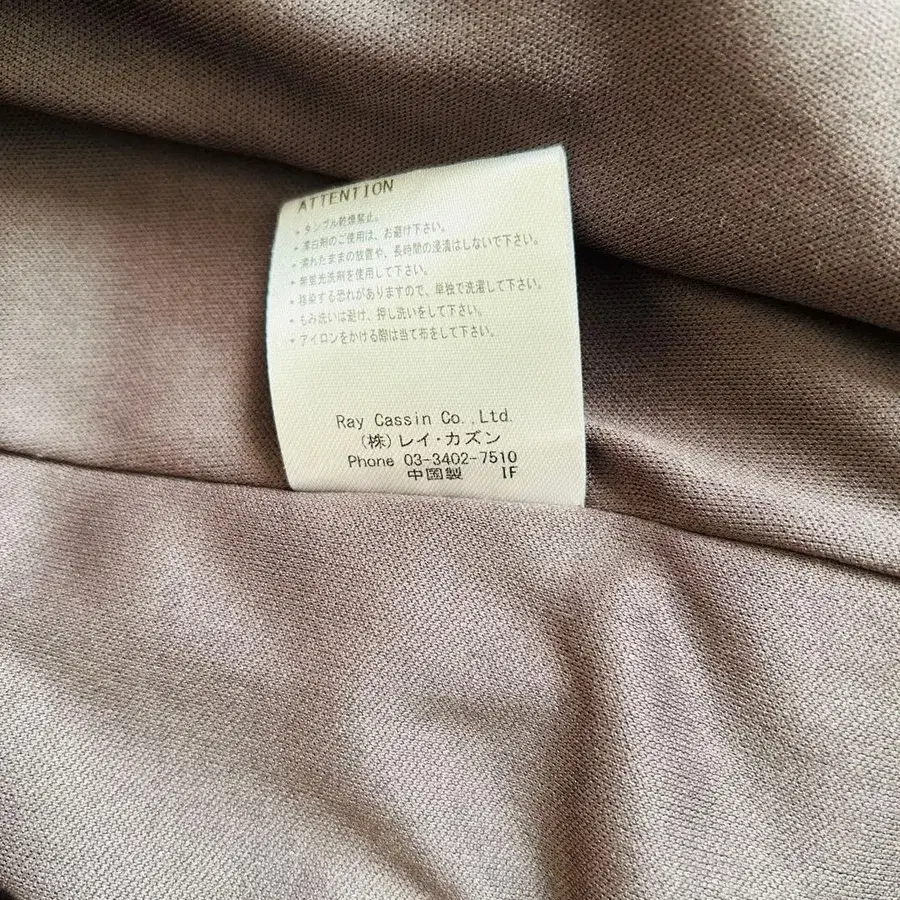 ATTENTION
* タンブル乾燥禁止。
* 漂白剤のご使用は、お避け下さい。
* 濡れたままの放置や、長時間の浸漬はしないで下さい。
* 無蛍光洗剤を使用して下さい。
* 移染する恐れがありますので、単独で洗濯して下さい。
* もみ洗いは避け、押し洗いをして下さい。
* アイロンをかける際は当て布をして下さい。
Ray Cassin Co.,Ltd.
(株)レイ・カズン
Phone 03-3402-7510
中國製 IF